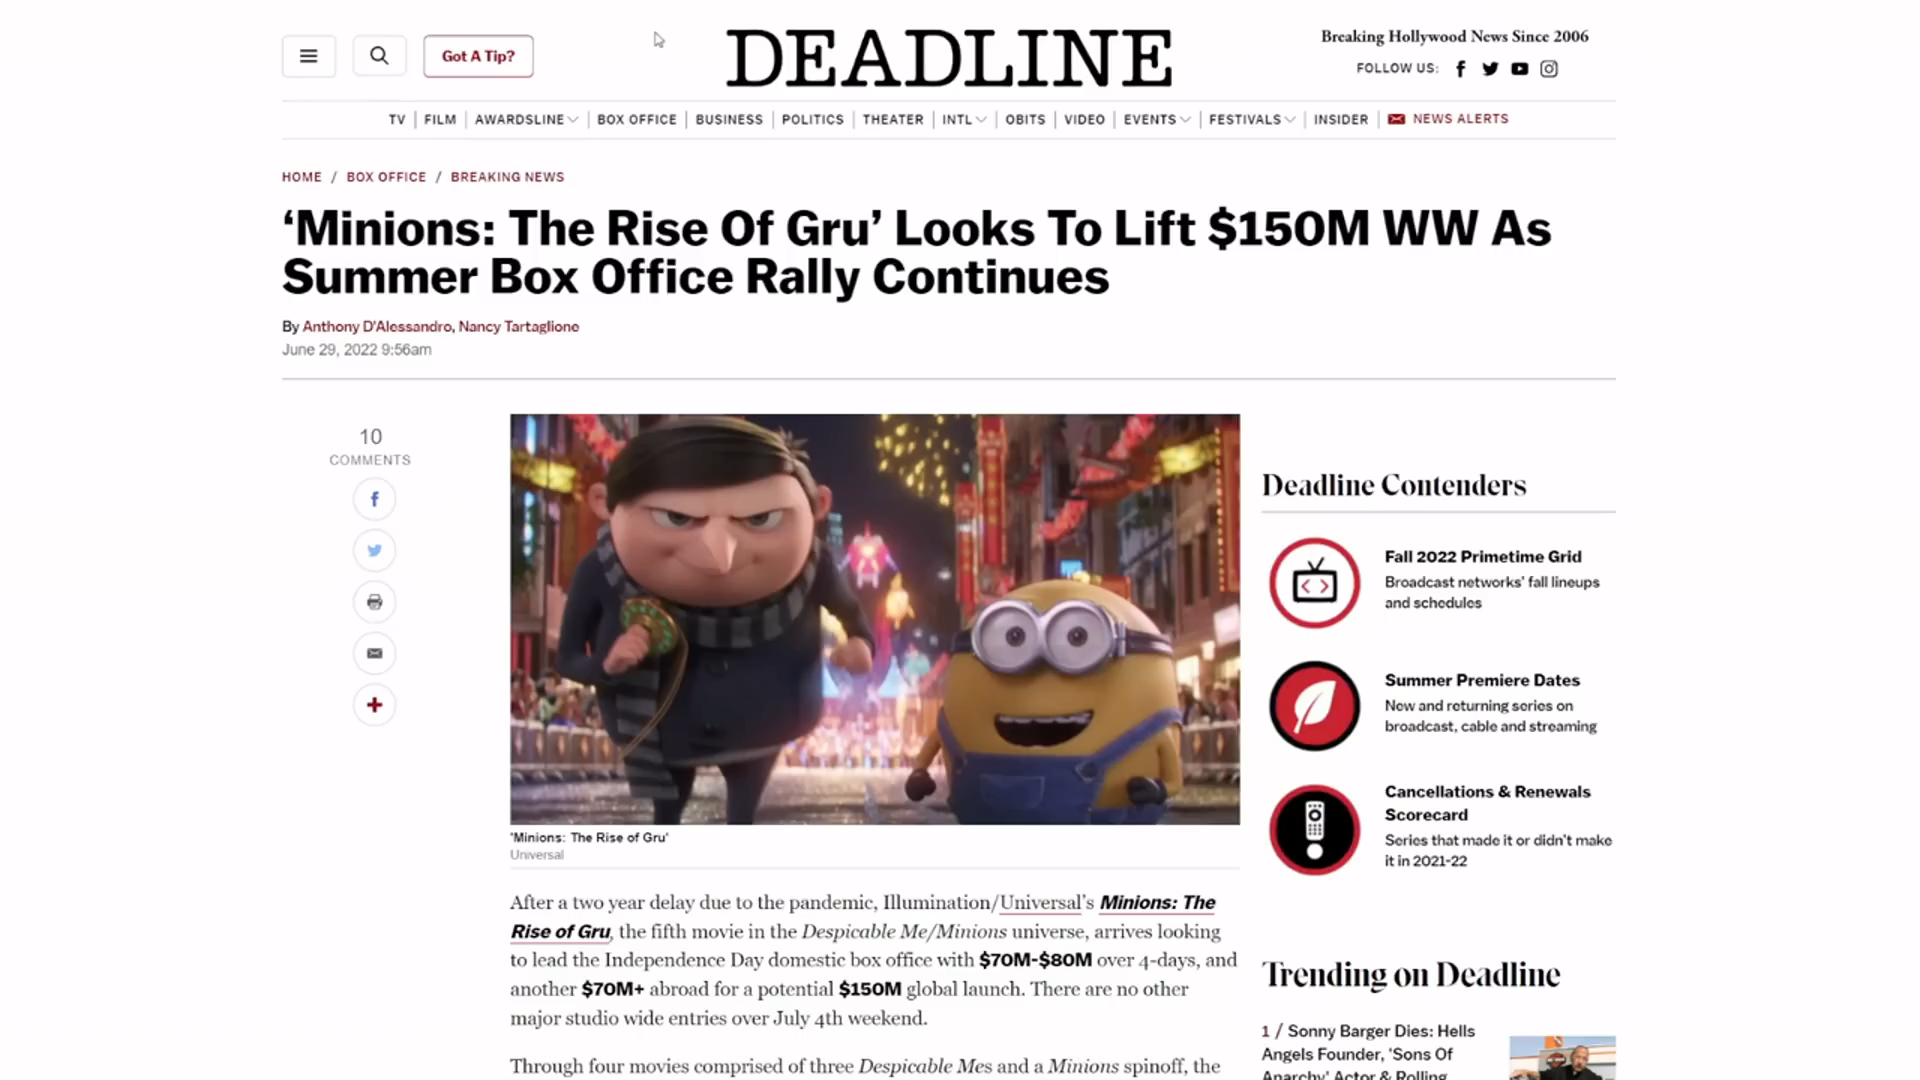 Got A Tip?
DEADLINE
Breaking Hollywood News Since 2006
FOLLOW US:
TV | FILM | AWARDSLINE | BOX OFFICE | BUSINESS | POLITICS | THEATER | INTL | OBITS | VIDEO | EVENTS | FESTIVALS | INSIDER | NEWS ALERTS
HOME / BOX OFFICE / BREAKING NEWS
‘Minions: The Rise Of Gru’ Looks To Lift $150M WW As
Summer Box Office Rally Continues
By Anthony D'Alessandro, Nancy Tartaglione
June 29, 2022 9:56am
10
COMMENTS
'Minions: The Rise of Gru'
Universal
After a two year delay due to the pandemic, Illumination/Universal’s Minions: The
Rise of Gru, the fifth movie in the Despicable Me/Minions universe, arrives looking
to lead the Independence Day domestic box office with $70M-$80M over 4-days, and
another $70M+ abroad for a potential $150M global launch. There are no other
major studio wide entries over July 4th weekend.
Through four movies comprised of three Despicable Mes and a Minions spinoff, the
Deadline Contenders
Fall 2022 Primetime Grid
Broadcast networks' fall lineups
and schedules
Summer Premiere Dates
New and returning series on
broadcast, cable and streaming
Cancellations & Renewals
Scorecard
Series that made it or didn't make
it in 2021-22
Trending on Deadline
1 / Sonny Barger Dies: Hells
Angels Founder, 'Sons Of
Anarchy' Actor & Rolling